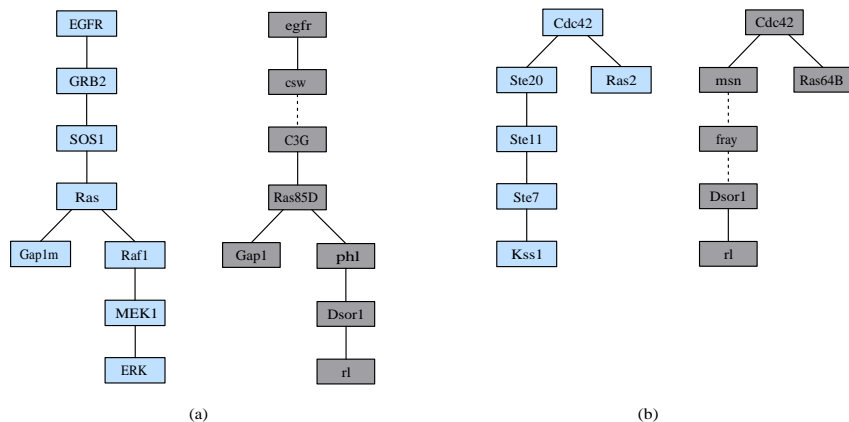 EGFR
GRB2
SOS1
Ras
Gap1m
Raf1
MEK1
ERK
egfr
csw
C3G
Ras85D
Gap1
phl
Dsor1
rl
(a)
Cdc42
Ste20
Ras2
Ste11
Ste7
Kss1
Cdc42
msn
Ras64B
fray
Dsor1
rl
(b)